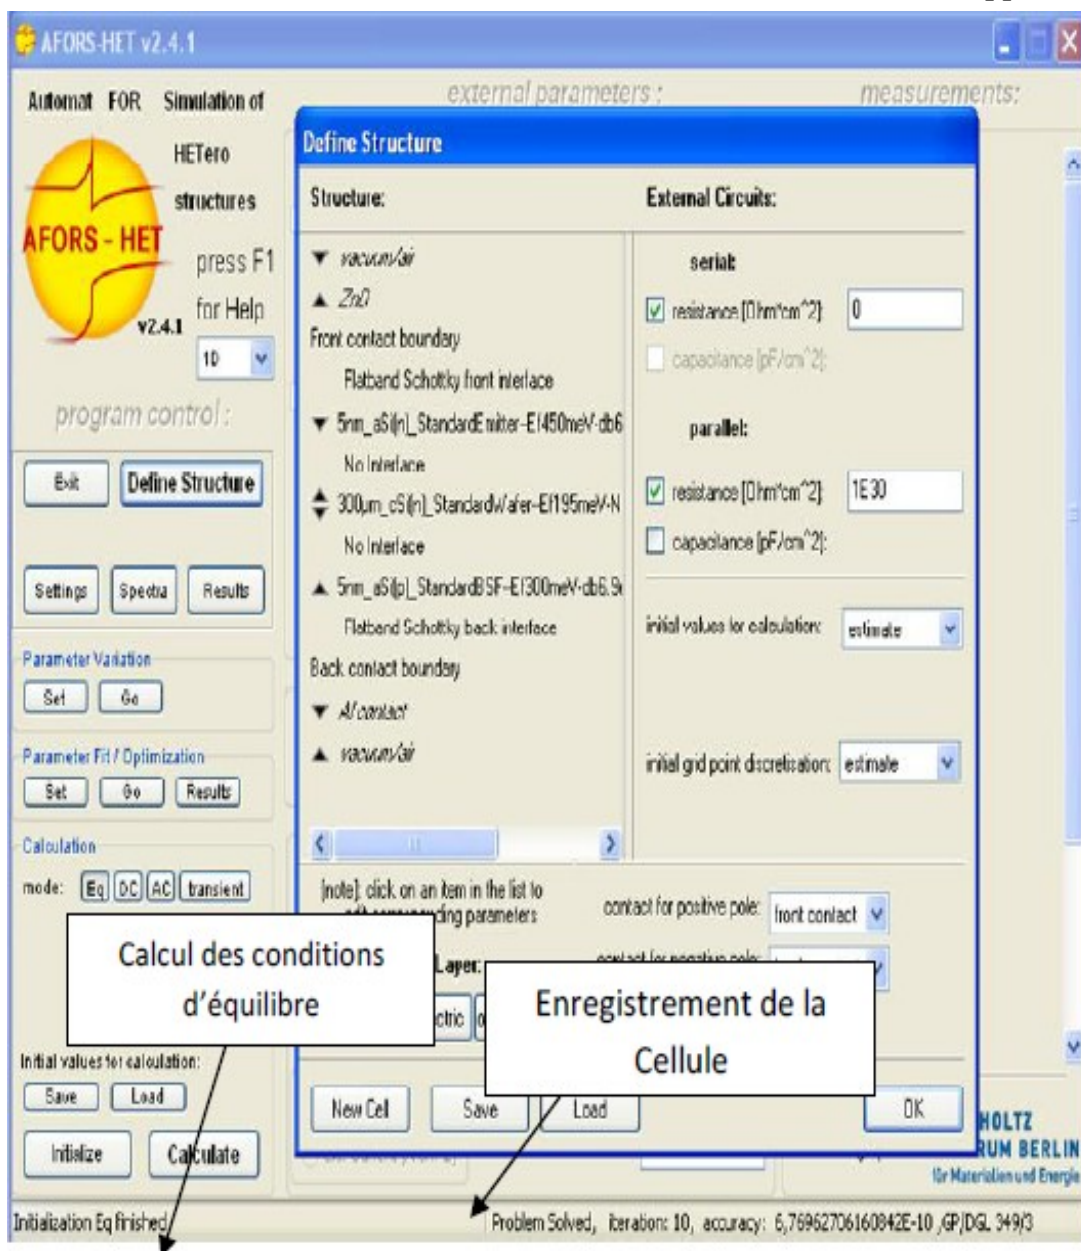 AFORS-HET v2.4.1
Automat FOR Simulation of
HETero
structures
AFORS - HET
v2.4.1
press F1
for Help
1D
program control :
Exit
Define Structure
Settings
Spectra
Results
Parameter Variation
Set
Go
Parameter Fit / Optimization
Set
Go
Results
Calculation
mode:
Eq
DC
AC
transient
Initial values for calculation:
Save
Load
Initialize
Calculate
external parameters :
measurements:
Define Structure
Structure:
vacuum/air
ZnO
Front contact boundary
Flatband Schottky front interface
5nm_aSi(n)_StandardEmitter--Ef450meV-db6
No Interface
300µm_cSi(n)_StandardWafer--Ef195meV-N
No Interface
5nm_aSi(p)_StandardBSF--Ef300meV-db6.9e
Flatband Schottky back interface
Back contact boundary
Al contact
vacuum/air
External Circuits:
serial:
resistance [Ohm*cm^2]: 0
capacitance [pF/cm^2]:
parallel:
resistance [Ohm*cm^2]: 1E30
capacitance [pF/cm^2]:
initial values for calculation: estimate
initial grid point discretisation: estimate
[note]: click on an item in the list to
parameters
contact for positive pole: front contact
Layer:
Calcul des conditions
d'équilibre
Enregistrement de la
Cellule
New Cell
Save
Load
OK
HOLTZ
RUM BERLIN
für Materialien und Energie
Initialization Eq finished
Problem Solved, iteration: 10, accuracy: 6,76962706160842E-10 ,GP/DGL 349/3